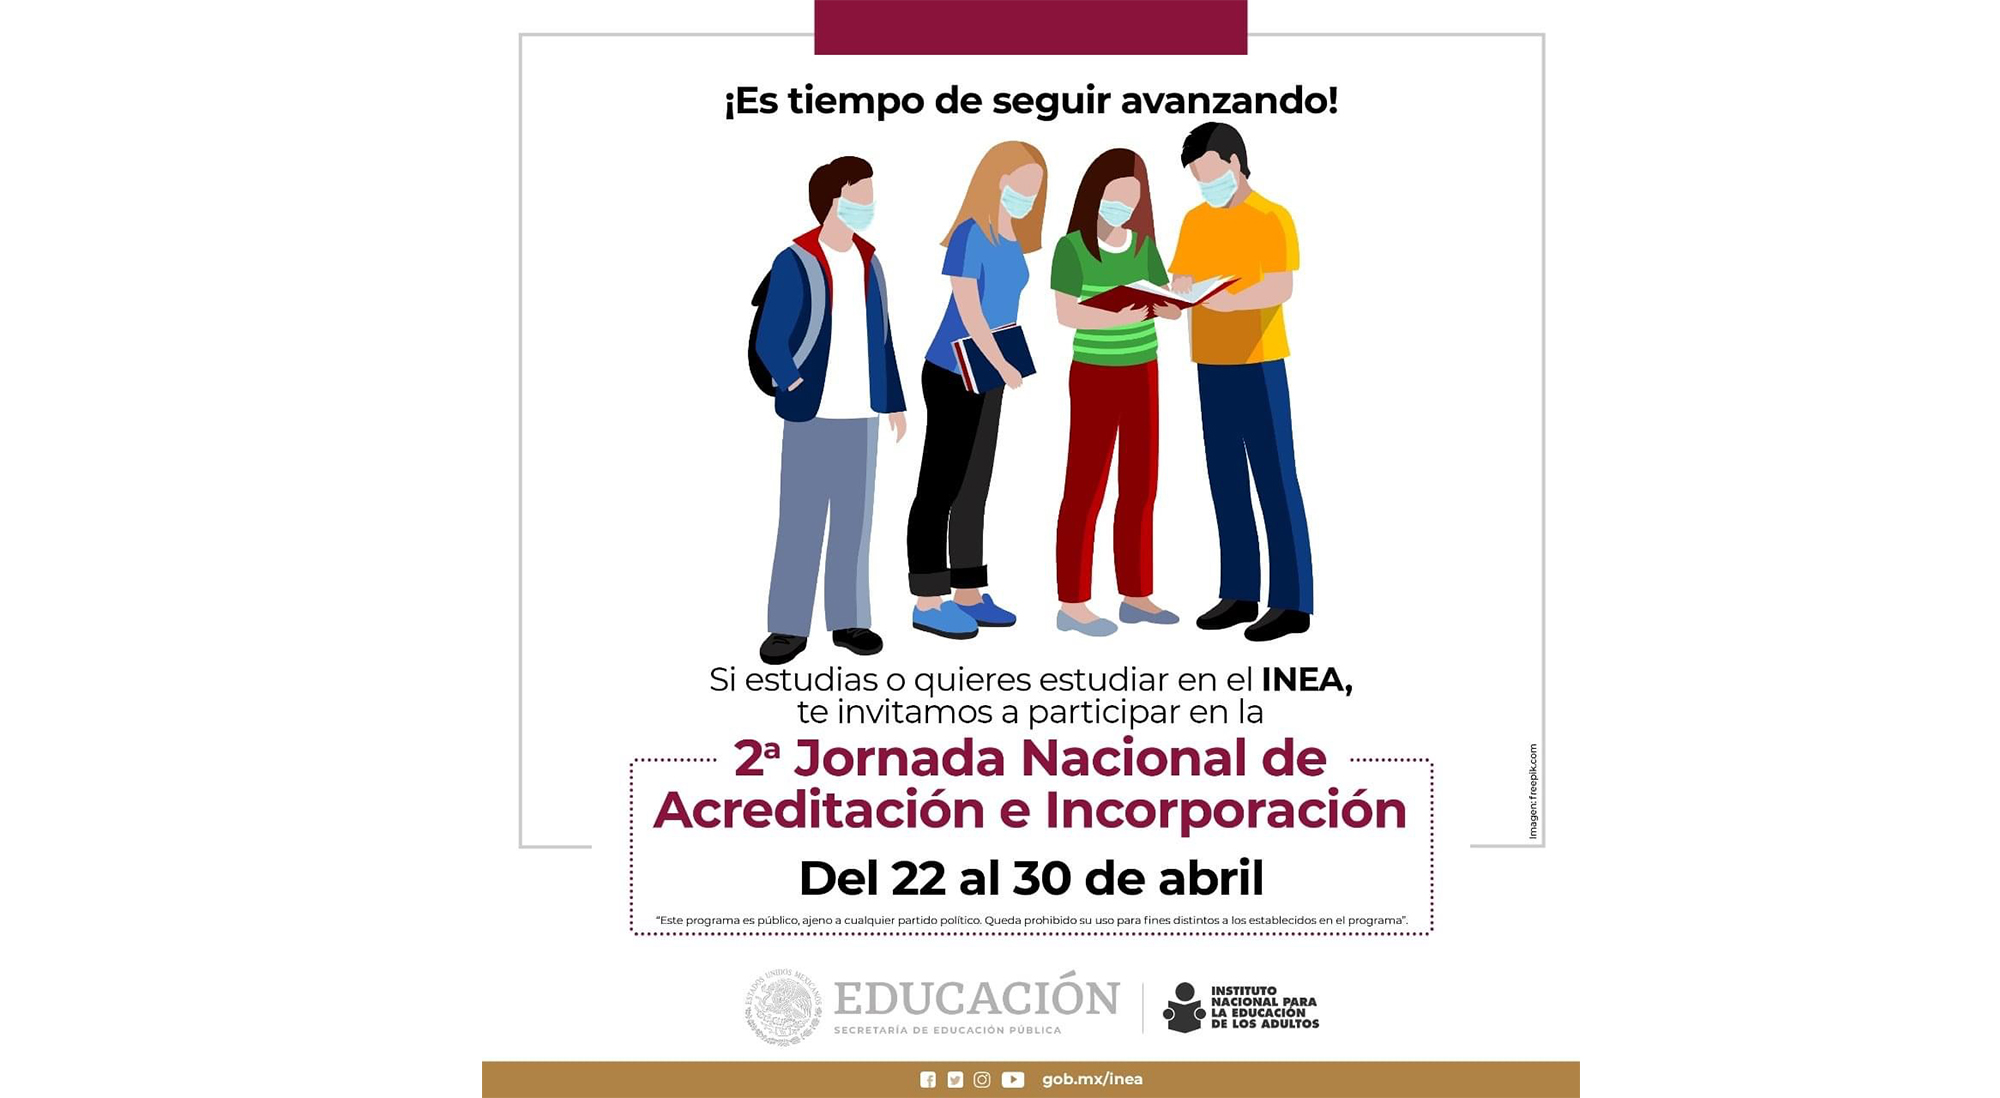 ¡Es tiempo de seguir avanzando!
Si estudias o quieres estudiar en el INEA,
te invitamos a participar en la
2ª Jornada Nacional de
Acreditación e Incorporación
Del 22 al 30 de abril
"Este programa es público, ajeno a cualquier partido político. Queda prohibido su uso para fines distintos a los establecidos en el programa".
Imagen: freepik.com
ESTADOS UNIDOS MEXICANOS
EDUCACIÓN
SECRETARÍA DE EDUCACIÓN PÚBLICA
INSTITUTO
NACIONAL PARA
LA EDUCACIÓN
DE LOS ADULTOS
gob.mx/inea